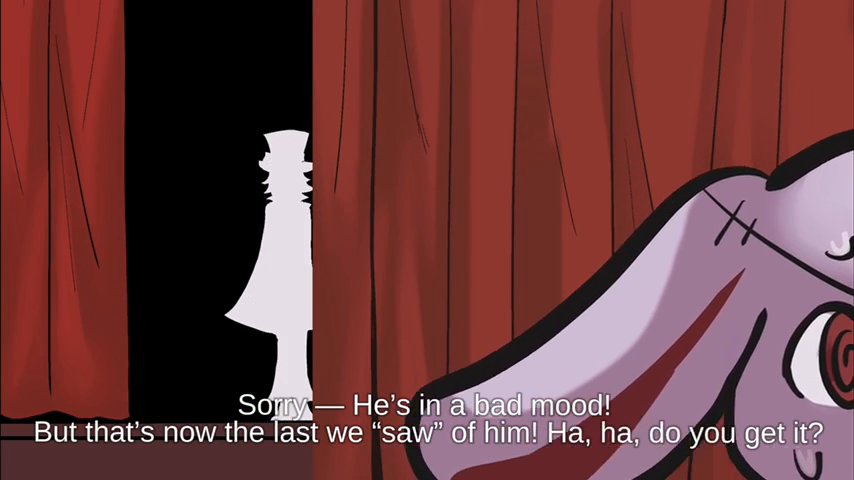 Sorry — He’s in a bad mood!
But that’s now the last we “saw” of him! Ha, ha, do you get it?